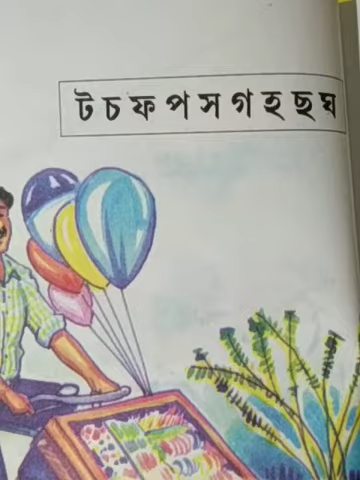 ট চ ফ প স গ হ ছ ঘ